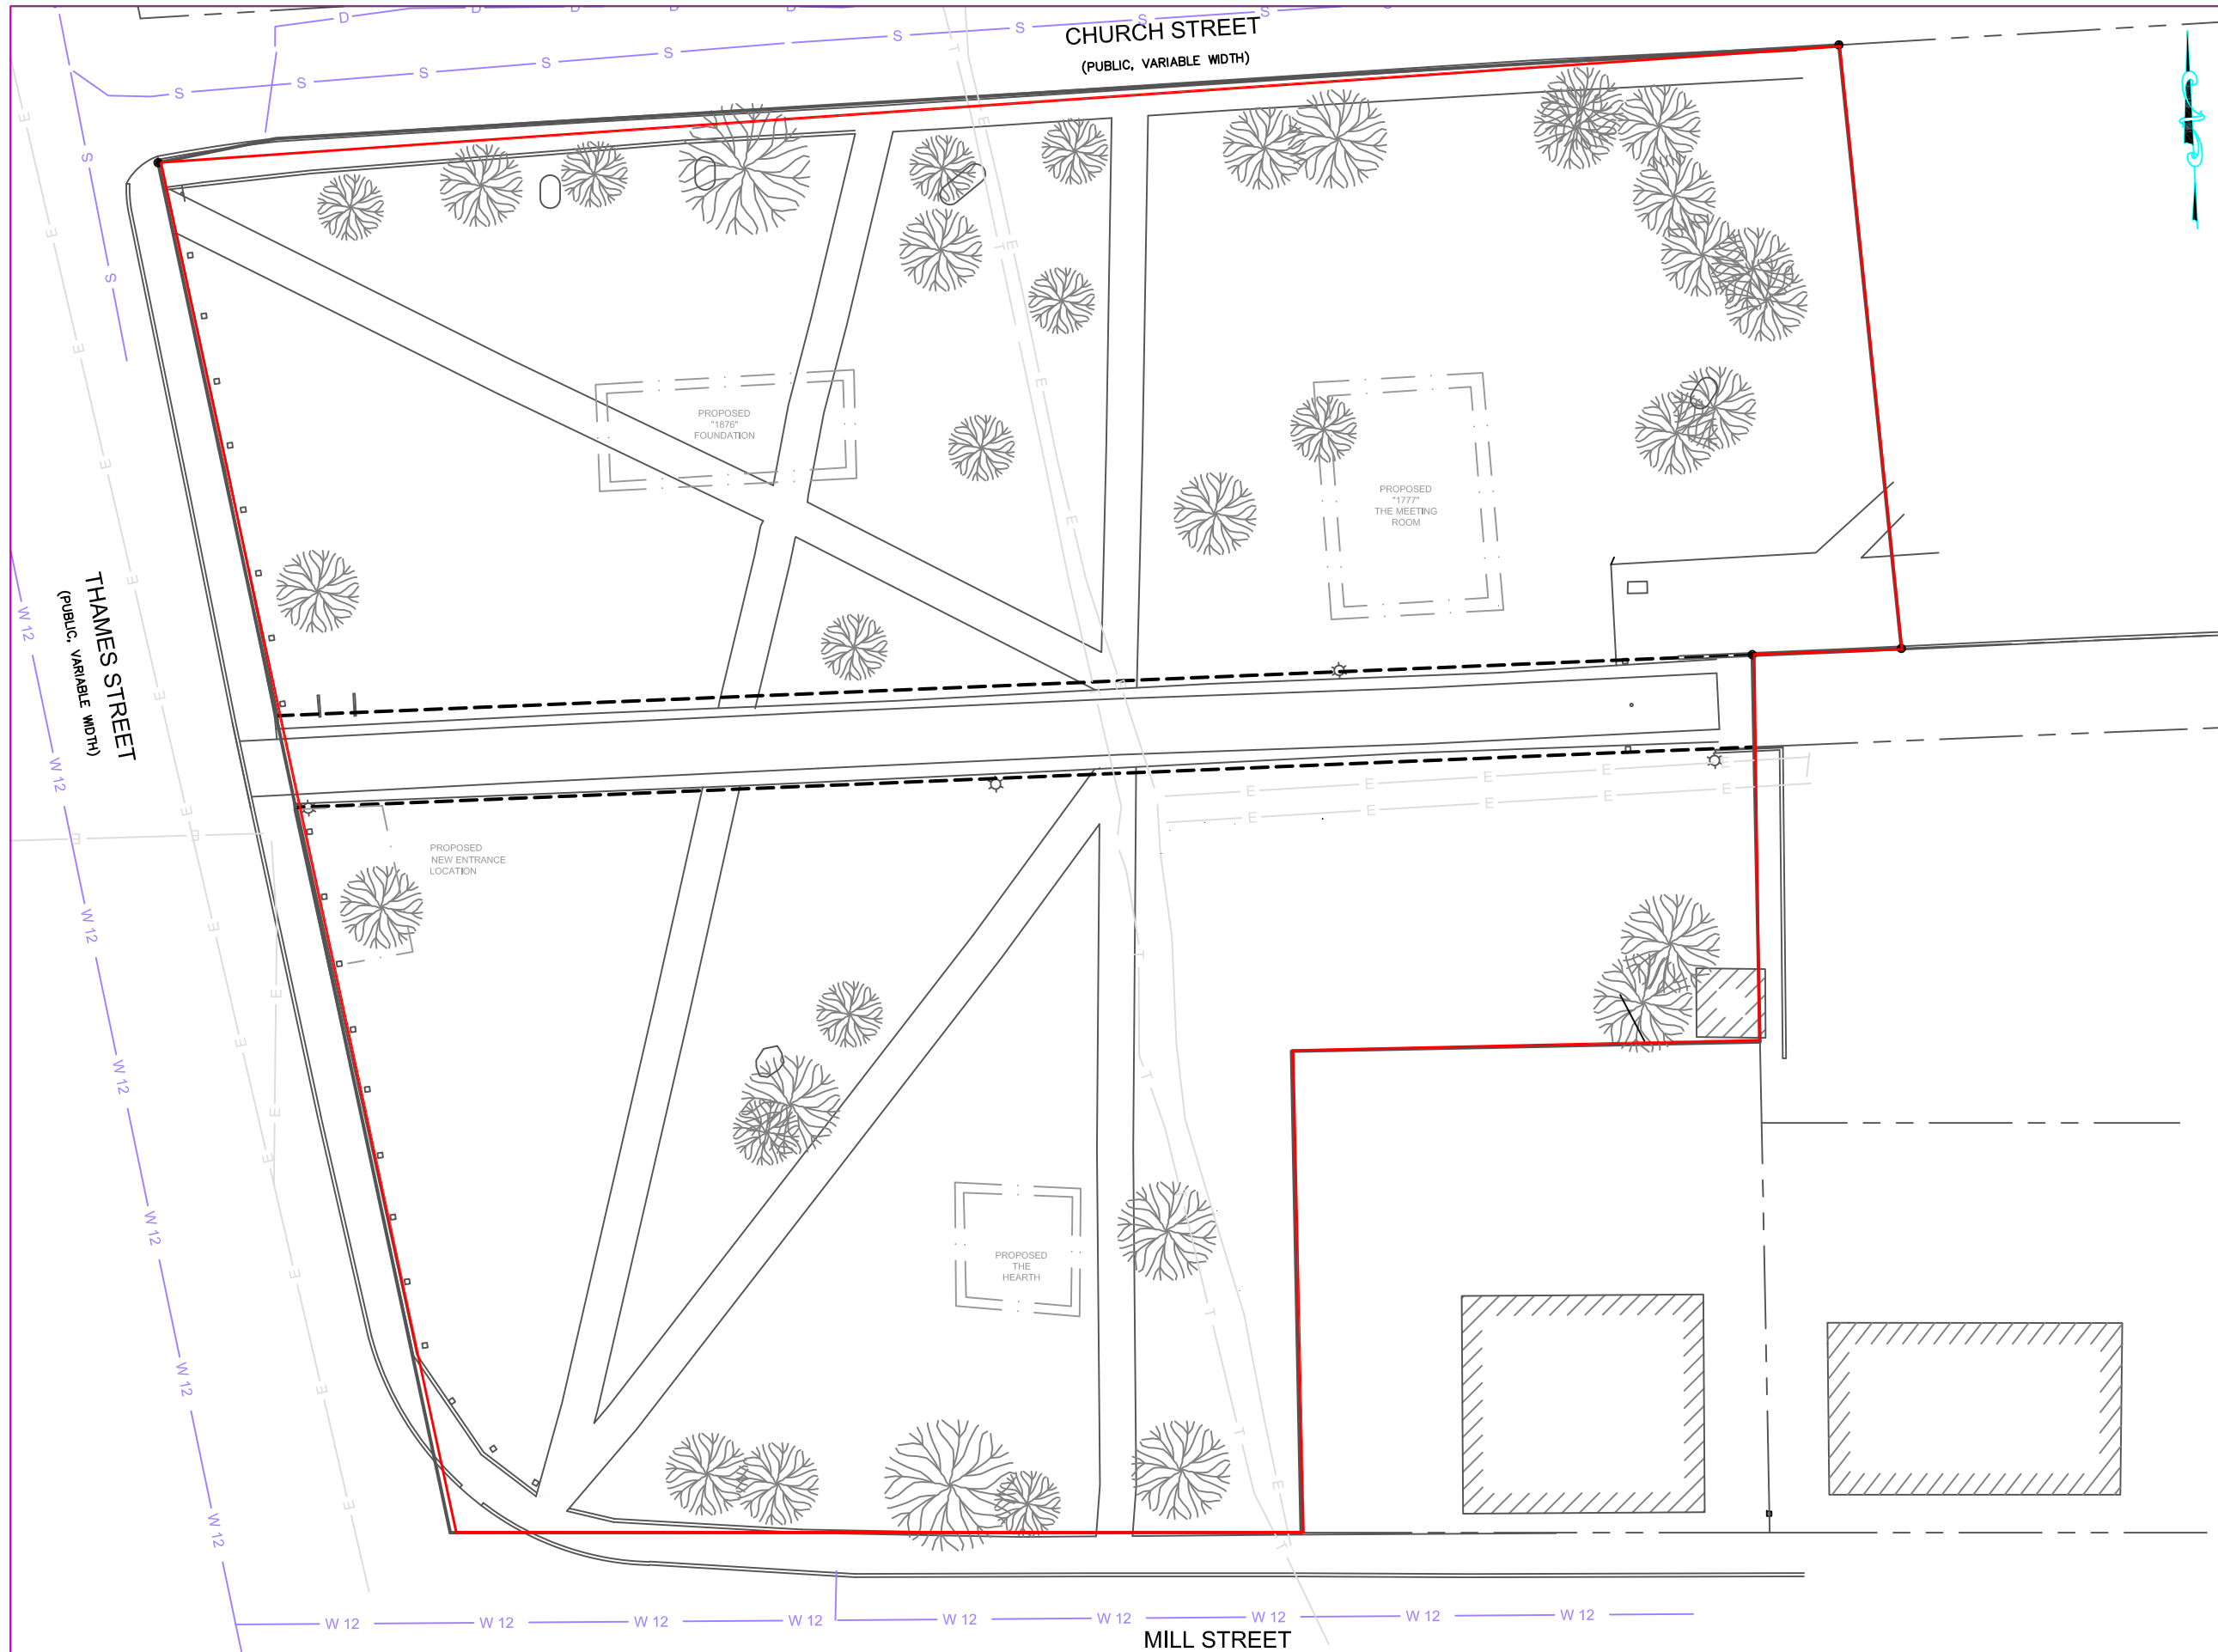 CHURCH STREET
(PUBLIC, VARIABLE WIDTH)
D D D D D
S S S S S S S S S S
S S
PROPOSED
"1876"
FOUNDATION
PROPOSED
"1777"
THE MEETING
ROOM
THAMES STREET
(PUBLIC, VARIABLE WIDTH)
PROPOSED
NEW ENTRANCE
LOCATION
PROPOSED
THE
HEARTH
E E E E E
E E E E E
W 12
W 12
W 12
W 12
W 12
W 12
W 12
W 12 W 12 W 12 W 12 W 12 W 12 W 12 W 12 W 12
MILL STREET